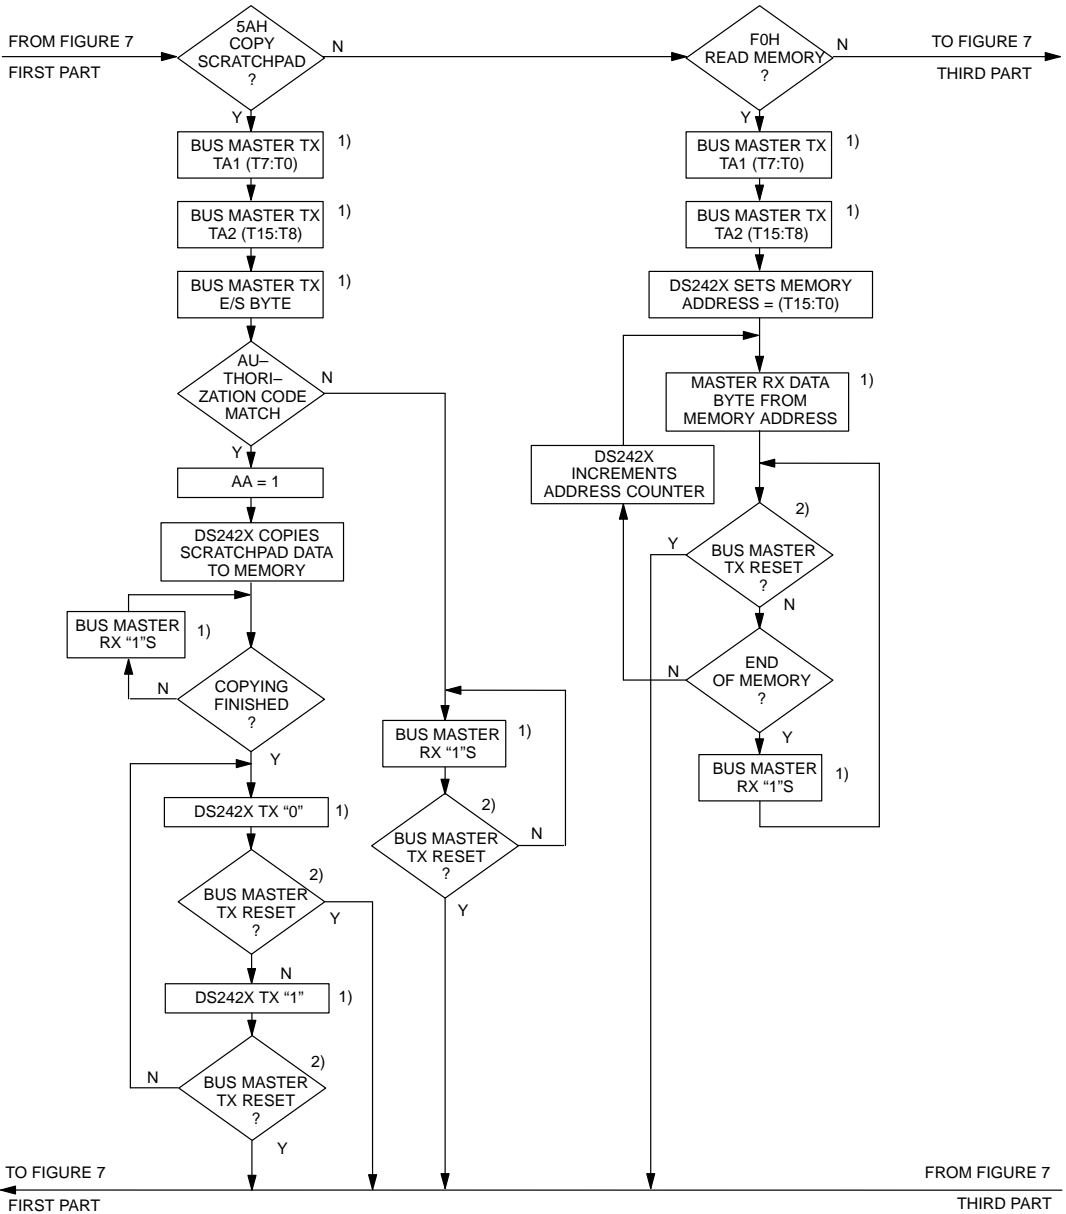 FROM FIGURE 7
FIRST PART
5AH
COPY
SCRATCHPAD
?
N
Y
F0H
READ MEMORY
?
N
Y
TO FIGURE 7
THIRD PART
BUS MASTER TX
TA1 (T7:T0)
1)
BUS MASTER TX
TA2 (T15:T8)
1)
BUS MASTER TX
E/S BYTE
1)
AU–
THORI–
ZATION CODE
MATCH
N
Y
AA = 1
DS242X COPIES
SCRATCHPAD DATA
TO MEMORY
BUS MASTER
RX “1”S
1)
COPYING
FINISHED
?
N
Y
DS242X TX “0”
1)
BUS MASTER
TX RESET
?
2)
Y
N
DS242X TX “1”
1)
BUS MASTER
TX RESET
?
2)
N
Y
BUS MASTER
RX “1”S
1)
BUS MASTER
TX RESET
?
2)
N
Y
BUS MASTER TX
TA1 (T7:T0)
1)
BUS MASTER TX
TA2 (T15:T8)
1)
DS242X SETS MEMORY
ADDRESS = (T15:T0)
MASTER RX DATA
BYTE FROM
MEMORY ADDRESS
1)
DS242X
INCREMENTS
ADDRESS COUNTER
BUS MASTER
TX RESET
?
2)
Y
N
END
OF MEMORY
?
N
Y
BUS MASTER
RX “1”S
1)
TO FIGURE 7
FIRST PART
FROM FIGURE 7
THIRD PART